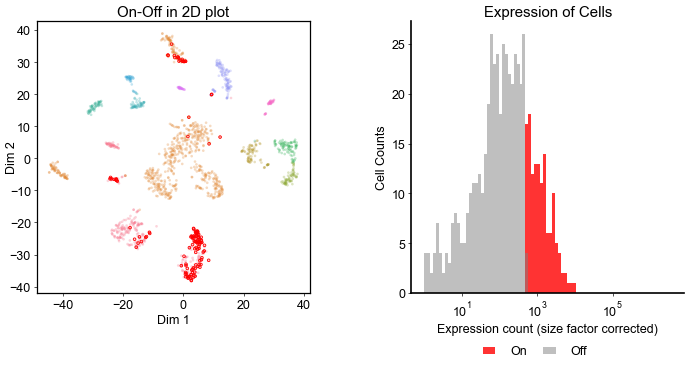 On-Off in 2D plot
Dim 2
40
30
20
10
0
−10
−20
−30
−40
−40
−20
0
20
40
Dim 1
Expression of Cells
Cell Counts
25
20
15
10
5
0
10^1
10^3
10^5
Expression count (size factor corrected)
On
Off